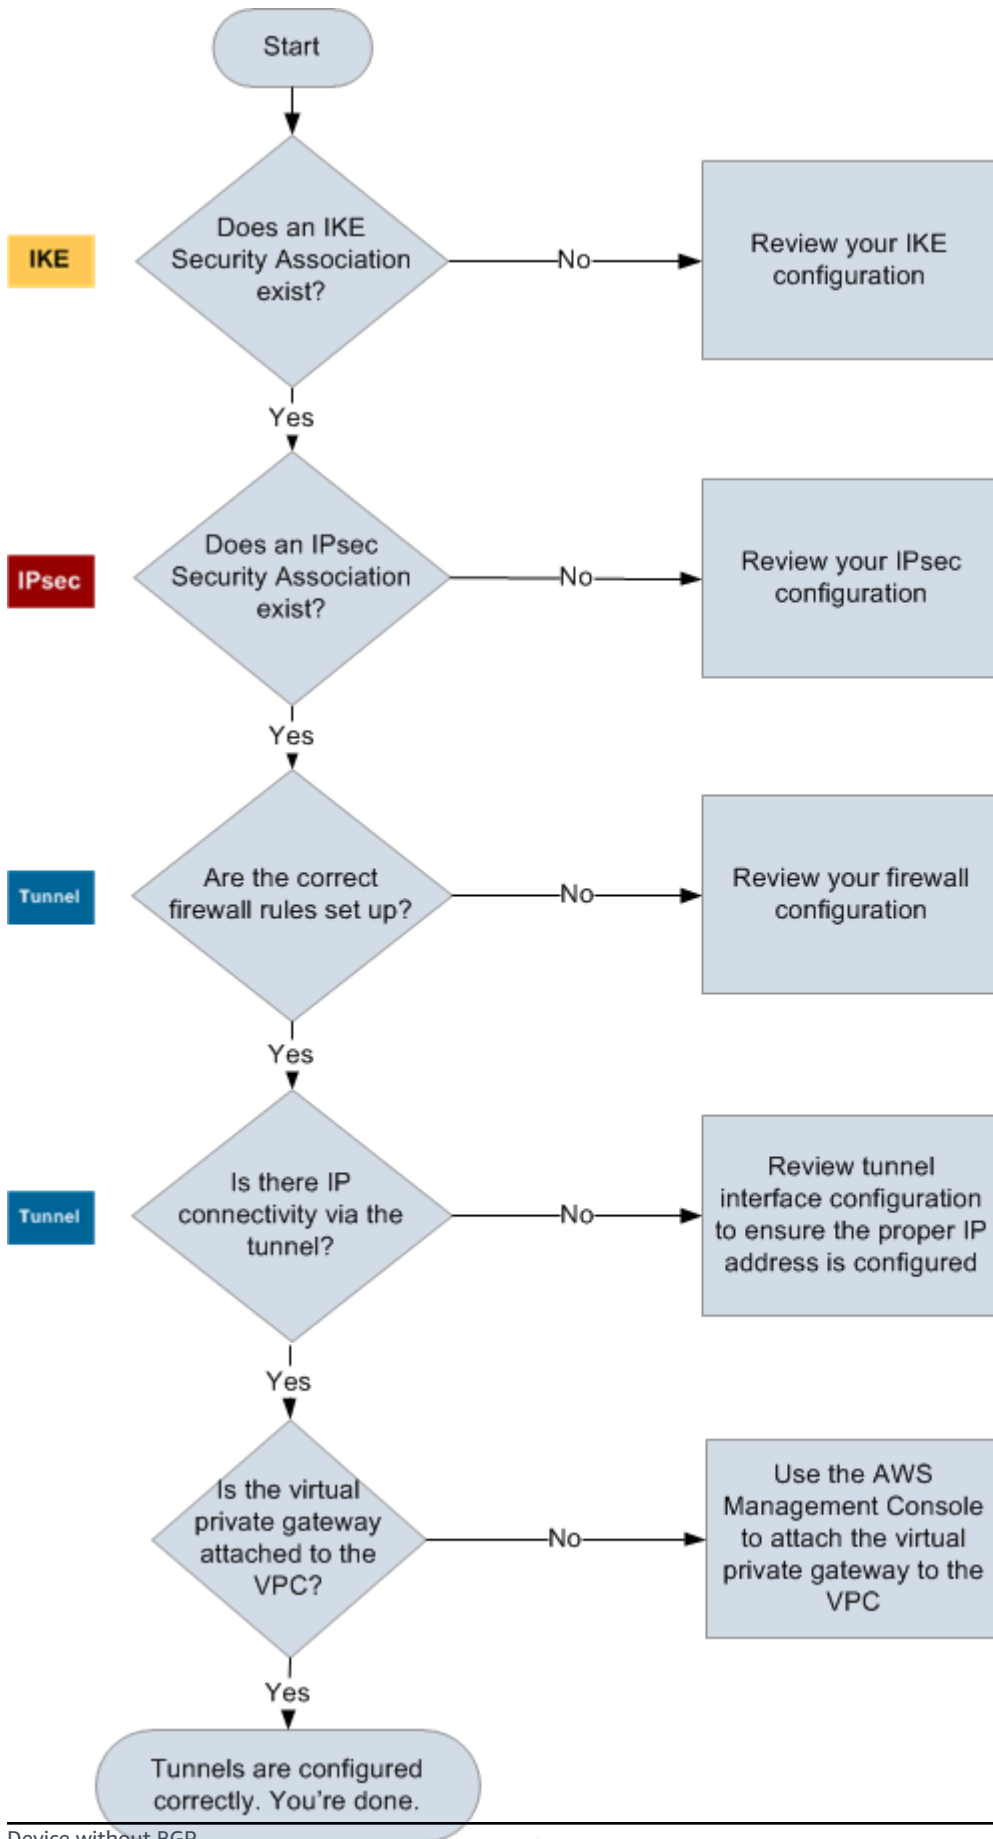 Start
Does an IKE
Security Association
exist?
IKE
No
Review your IKE
configuration
Yes
Does an IPsec
Security Association
exist?
IPsec
No
Review your IPsec
configuration
Yes
Are the correct
firewall rules set up?
Tunnel
No
Review your firewall
configuration
Yes
Is there IP
connectivity via the
tunnel?
Tunnel
No
Review tunnel
interface configuration
to ensure the proper IP
address is configured
Yes
Is the virtual
private gateway
attached to the
VPC?
No
Use the AWS
Management Console
to attach the virtual
private gateway to the
VPC
Yes
Tunnels are configured
correctly. You're done.
Device without BGP